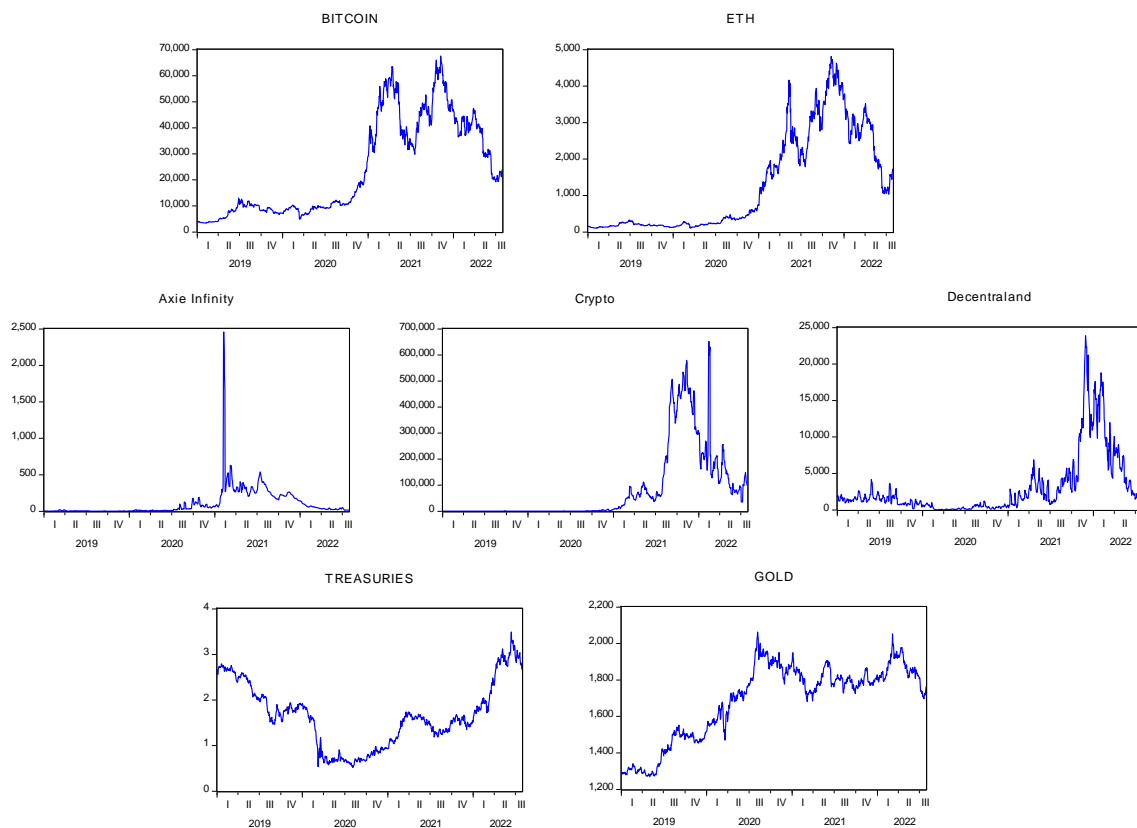 BITCOIN
70,000
60,000
50,000
40,000
30,000
20,000
10,000
0
I II III IV I II III IV I II III IV I II III
2019 2020 2021 2022
ETH
5,000
4,000
3,000
2,000
1,000
0
I II III IV I II III IV I II III IV I II III
2019 2020 2021 2022
Axie Infinity
2,500
2,000
1,500
1,000
500
0
I II III IV I II III IV I II III IV I II III
2019 2020 2021 2022
Crypto
700,000
600,000
500,000
400,000
300,000
200,000
100,000
0
I II III IV I II III IV I II III IV I II III
2019 2020 2021 2022
Decentraland
25,000
20,000
15,000
10,000
5,000
0
I II III IV I II III IV I II III IV I II
2019 2020 2021 2022
TREASURIES
4
3
2
1
0
I II III IV I II III IV I II III IV I II III
2019 2020 2021 2022
GOLD
2,200
2,000
1,800
1,600
1,400
1,200
I II III IV I II III IV I II III IV I II III
2019 2020 2021 2022